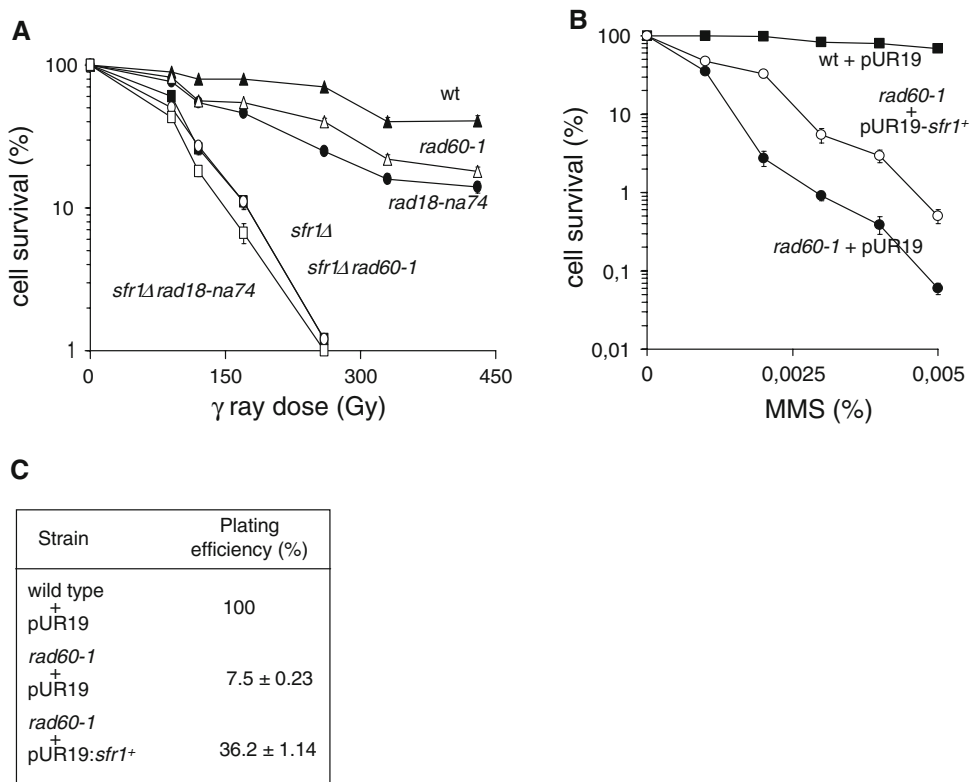 A
cell survival (%)
100
10
1
0
150
300
450
γ ray dose (Gy)
wt
rad60-1
rad18-na74
sfr1Δ
sfr1Δ rad60-1
sfr1Δ rad18-na74
B
cell survival (%)
100
10
1
0,1
0,01
0
0,0025
0,005
MMS (%)
wt + pUR19
rad60-1
+
pUR19-sfr1+
rad60-1 + pUR19
C
Strain
Plating
efficiency (%)
wild type
+
pUR19
100
rad60-1
+
pUR19
7.5 ± 0.23
rad60-1
+
pUR19:sfr1+
36.2 ± 1.14